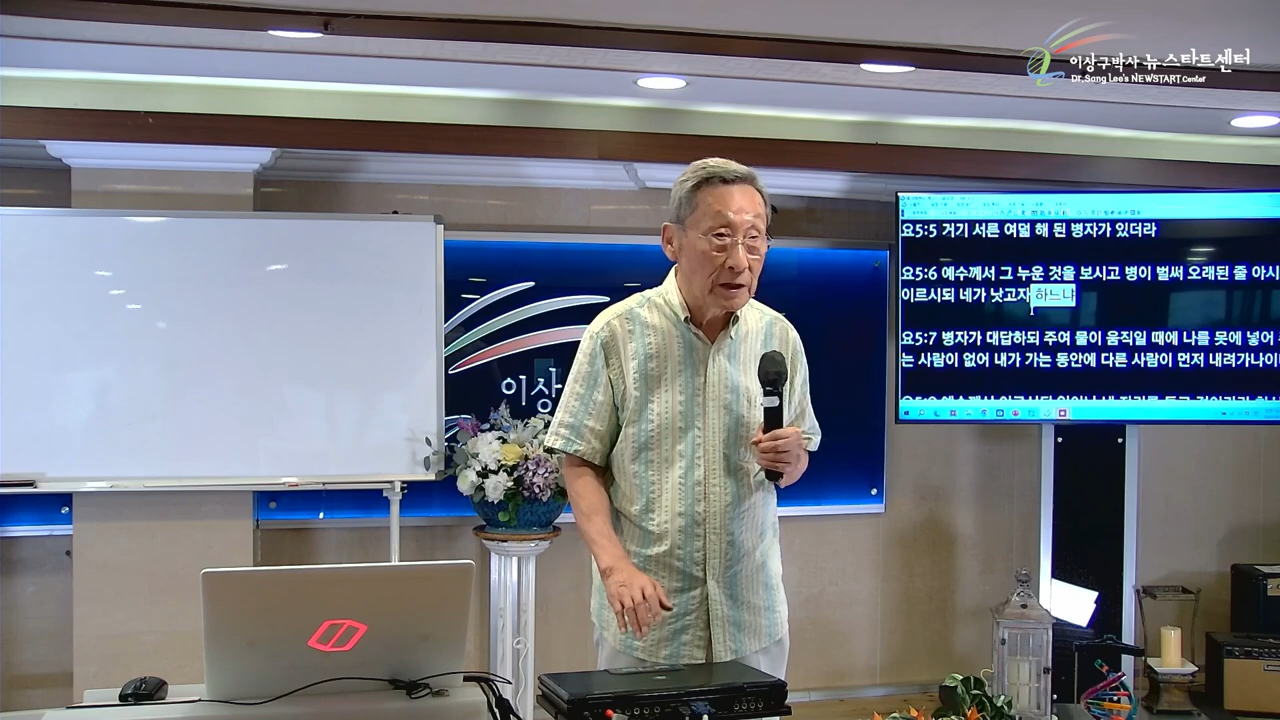 이상구박사 뉴스타트센터
Dr.Sang Lee's NEWSTART Center
이상
요5:5 거기 서른 여덟 해 된 병자가 있더라
요5:6 예수께서 그 누운 것을 보시고 병이 벌써 오래된 줄 아시
이르시되 네가 낫고자 하느냐
요5:7 병자가 대답하되 주여 물이 움직일 때에 나를 못에 넣어
는 사람이 없어 내가 가는 동안에 다른 사람이 먼저 내려가나이